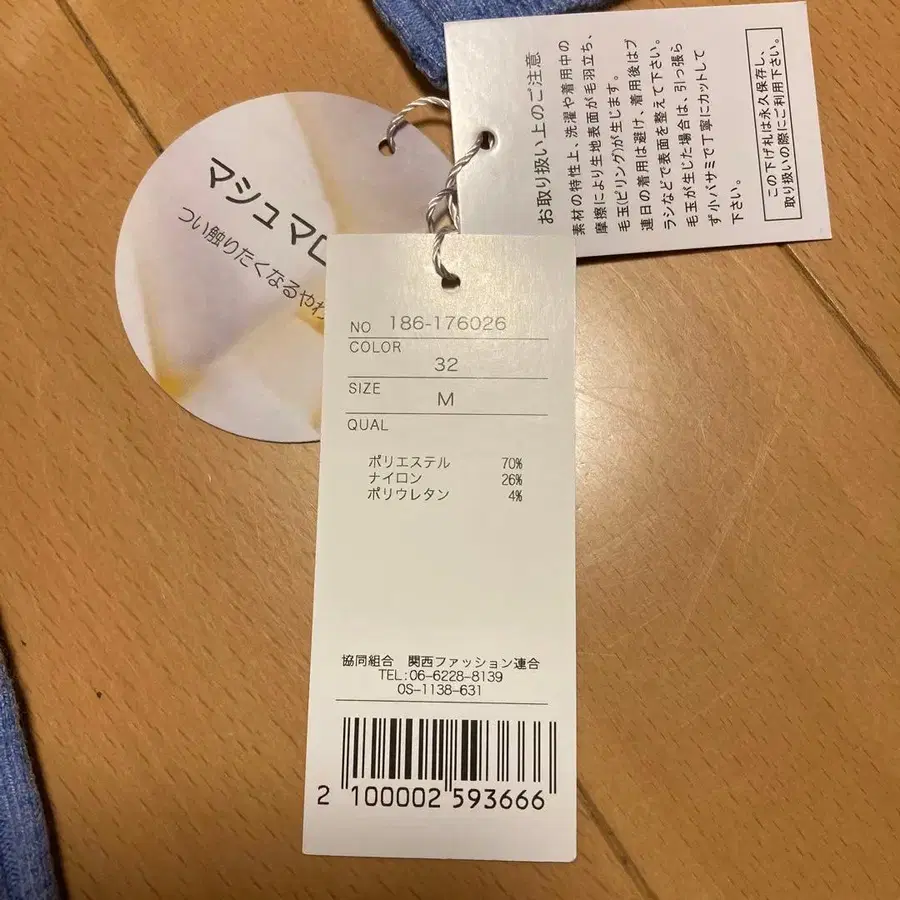 マシュマロ
つい触りたくなるやわ
お取り扱い上のご注意
素材の特性上、洗濯や着用中の
摩擦により生地表面が毛羽立ち、
毛玉(ピリング)が生じます。
連日の着用は避け、着用後はブ
ラシなどで表面を整えて下さい。
毛玉が生じた場合は、引っ張ら
ず小バサミで丁寧にカットして
下さい。
この下げ札は永久保存し、
取り扱いの際にご利用下さい。
NO 186-176026
COLOR
32
SIZE
M
QUAL
ポリエステル 70%
ナイロン 26%
ポリウレタン 4%
協同組合 関西ファッション連合
TEL:06-6228-8139
OS-1138-631
2 100002 593666